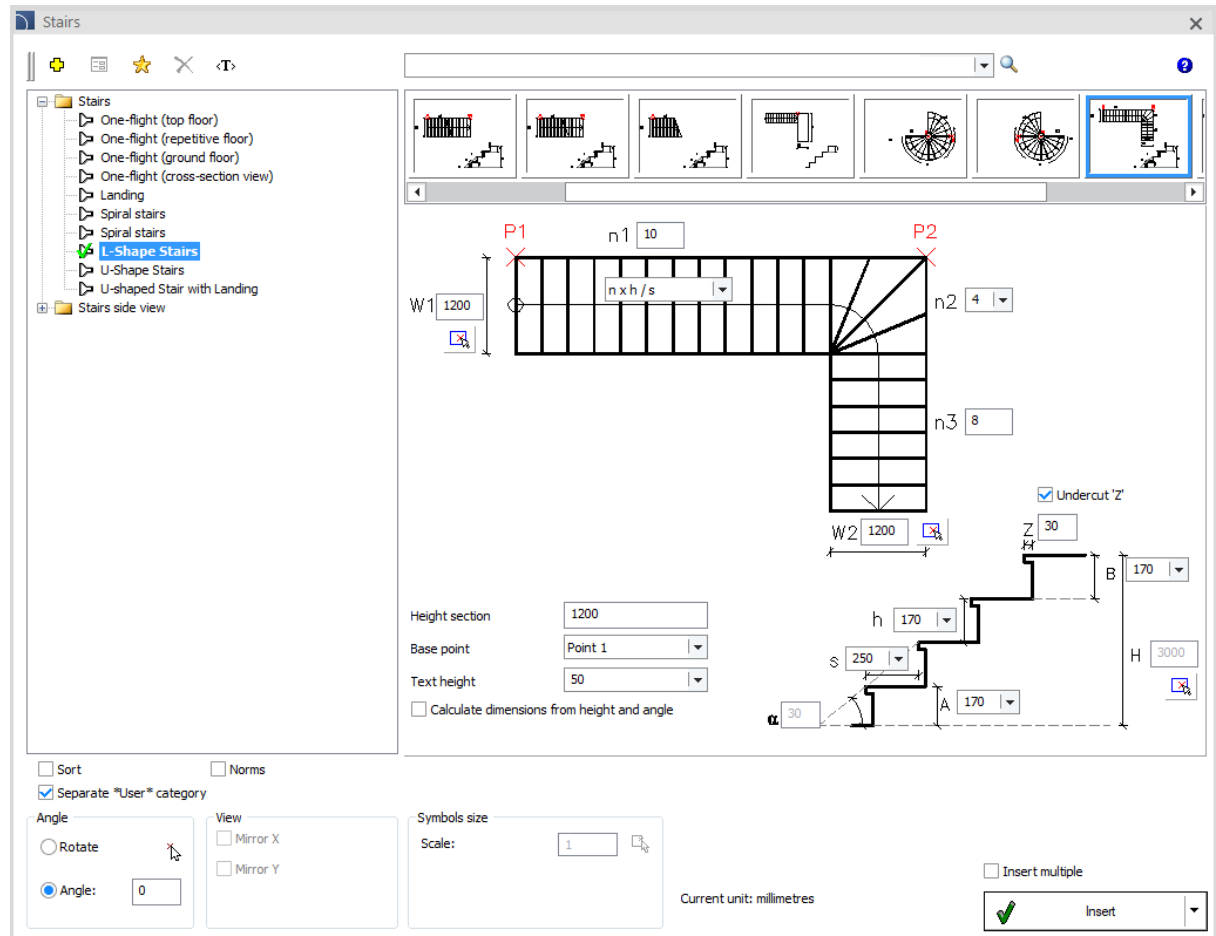 Stairs
<T>
Stairs
One-flight (top floor)
One-flight (repetitive floor)
One-flight (ground floor)
One-flight (cross-section view)
Landing
Spiral stairs
Spiral stairs
L-Shape Stairs
U-Shape Stairs
U-shaped Stair with Landing
Stairs side view
P1
n1 10
P2
n x h / s
W1 1200
n2 4
n3 8
Undercut 'Z'
W2 1200
Z 30
B 170
Height section 1200
h 170
Base point Point 1
s 250
H 3000
Text height 50
A 170
Calculate dimensions from height and angle
α 30
Sort
Norms
Separate *User* category
Angle
Rotate
Angle: 0
View
Mirror X
Mirror Y
Symbols size
Scale: 1
Current unit: millimetres
Insert multiple
Insert